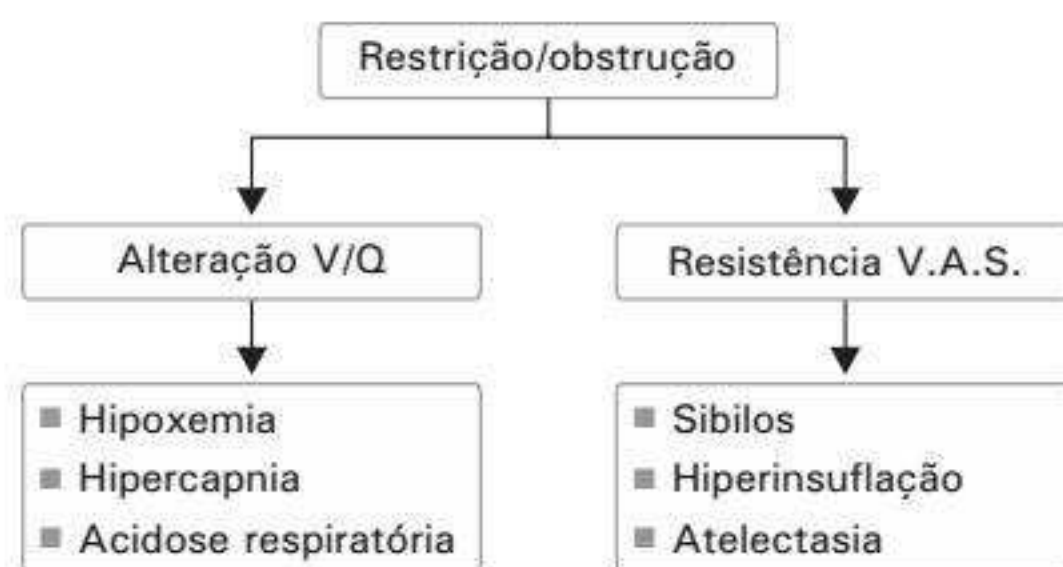 Restrição/obstrução
Alteração V/Q
Resistência V.A.S.
■ Hipoxemia
■ Hipercapnia
■ Acidose respiratória
■ Sibilos
■ Hiperinsuflação
■ Atelectasia